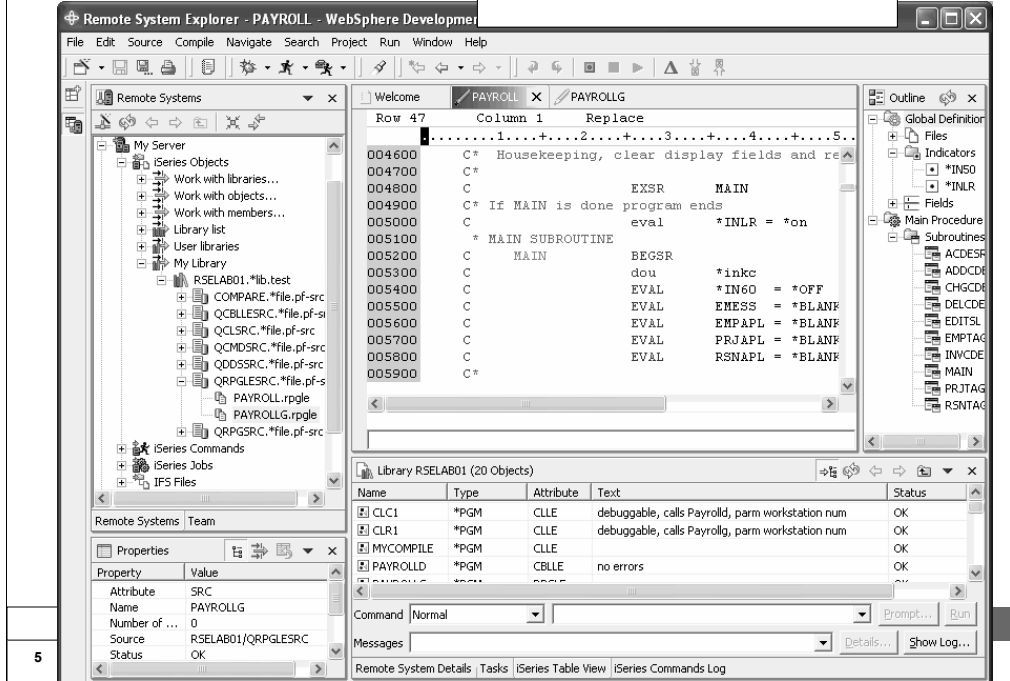 Remote System Explorer - PAYROLL - WebSphere
File Edit Source Compile Navigate Search Project Run Window Help
Remote Systems
My Server
iSeries Objects
Work with libraries...
Work with objects...
Work with members...
Library list
User libraries
My Library
RSELAB01.*lib.test
COMPARE.*file.pf-src
QCBLLESRC.*file.pf-sr
QCLSRC.*file.pf-src
QCMDSRC.*file.pf-src
QDDSSRC.*file.pf-src
QRPGLESRC.*file.pf-s
PAYROLL.rpgle
PAYROLLG.rpgle
QRPGSRC.*file.pf-src
iSeries Commands
iSeries Jobs
IFS Files
Remote Systems Team
Properties
Property Value
Attribute SRC
Name PAYROLLG
Number of ... 0
Source RSELAB01/QRPGLESRC
Status OK
Welcome PAYROLL PAYROLLG
Row 47 Column 1 Replace
.........1....+....2....+....3....+....4....+....5..
004600 C* Housekeeping, clear display fields and re
004700 C*
004800 C EXSR MAIN
004900 C* If MAIN is done program ends
005000 C eval *INLR = *on
005100 * MAIN SUBROUTINE
005200 C MAIN BEGSR
005300 C dou *inkc
005400 C EVAL *IN60 = *OFF
005500 C EVAL EMESS = *BLANK
005600 C EVAL EMPAPL = *BLANK
005700 C EVAL PRJAPL = *BLANK
005800 C EVAL RSNAPL = *BLANK
005900 C*
Outline
Global Definition
Files
Indicators
*IN50
*INLR
Fields
Main Procedure
Subroutines
ACDESR
ADDCDE
CHGCDE
DELCDE
EDITSL
EMPTAG
INVCDE
MAIN
PRJTAG
RSNTAG
Library RSELAB01 (20 Objects)
Name Type Attribute Text Status
CLC1 *PGM CLLE debuggable, calls Payrolld, parm workstation num OK
CLR1 *PGM CLLE debuggable, calls Payrollg, parm workstation num OK
MYCOMPILE *PGM CLLE OK
PAYROLLD *PGM CBLLE no errors OK
Command Normal Prompt... Run
Messages Details... Show Log...
Remote System Details Tasks iSeries Table View iSeries Commands Log
5